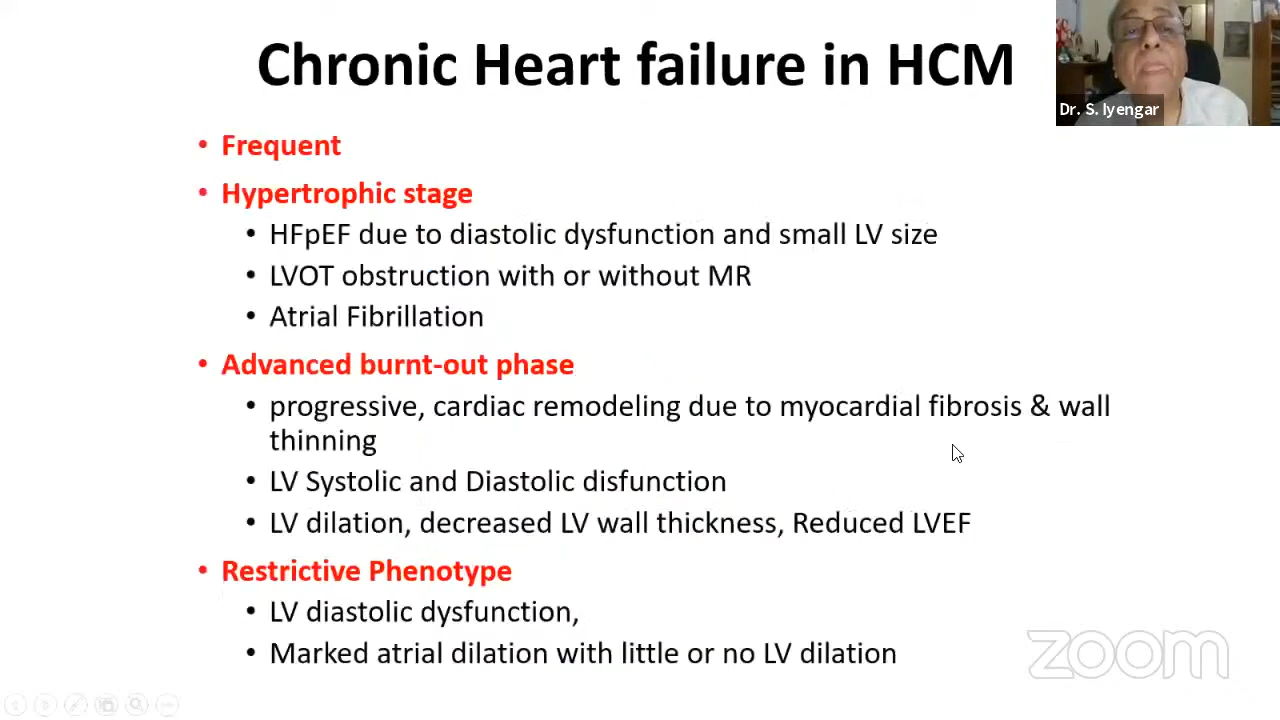 Chronic Heart failure in HCM
Dr. S. Iyengar
• Frequent
• Hypertrophic stage
• HFpEF due to diastolic dysfunction and small LV size
• LVOT obstruction with or without MR
• Atrial Fibrillation
• Advanced burnt-out phase
• progressive, cardiac remodeling due to myocardial fibrosis & wall
thinning
• LV Systolic and Diastolic disfunction
• LV dilation, decreased LV wall thickness, Reduced LVEF
• Restrictive Phenotype
• LV diastolic dysfunction,
• Marked atrial dilation with little or no LV dilation
zoom